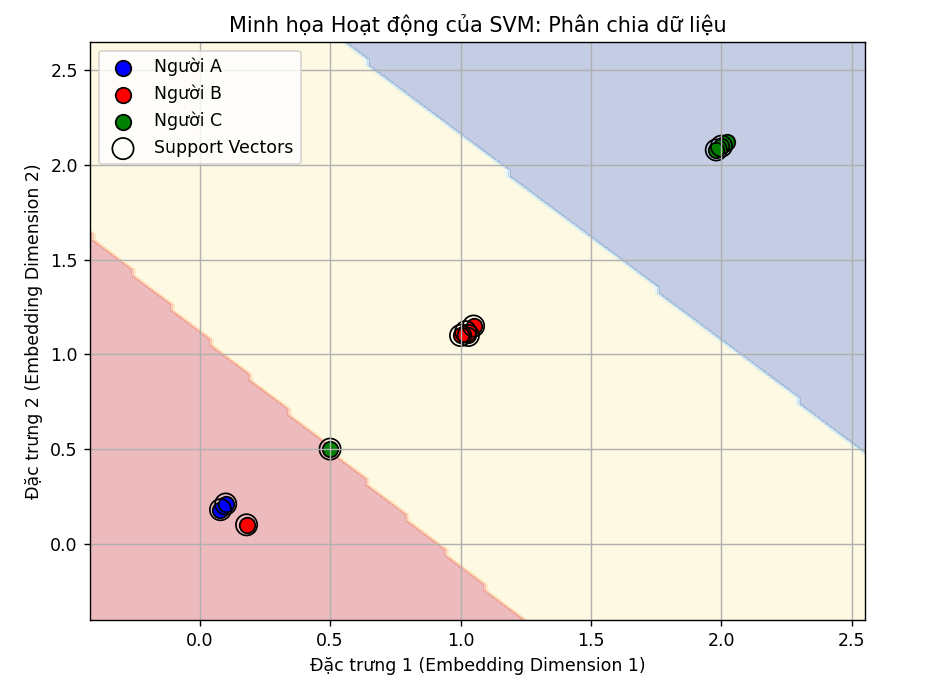 Minh họa Hoạt động của SVM: Phân chia dữ liệu
Người A
Người B
Người C
Support Vectors
Đặc trưng 2 (Embedding Dimension 2)
2.5
2.0
1.5
1.0
0.5
0.0
0.0 0.5 1.0 1.5 2.0 2.5
Đặc trưng 1 (Embedding Dimension 1)